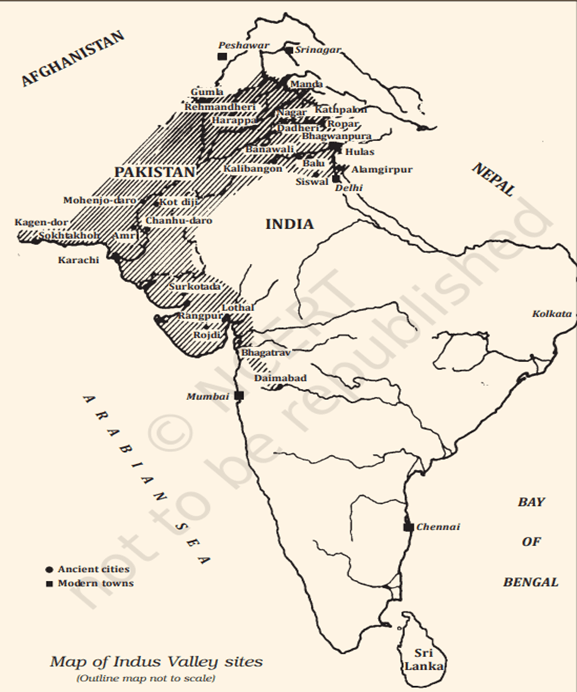 Peshawar
Srinagar
AFGHANISTAN
Gumla
Manda
Rehmandheri
Nagar
Kathpalon
Harappa
Ropar
Dadheri
Bhagwanpura
Banawali
Hulas
PAKISTAN
Kalibangon
Balu
Alamgirpur
Siswal
Delhi
NEPAL
Mohenjo-daro
Kot diji
Kagen-dor
Chanhu-daro
INDIA
Sokhtakhoh
Amri
Karachi
Surkotada
Lothal
Rangpur
Rojdi
Kolkata
Bhagatrav
Daimabad
Mumbai
ARABIAN SEA
© NCERT
not to be republished
BAY
OF
BENGAL
Chennai
Ancient cities
Modern towns
Sri
Lanka
Map of Indus Valley sites
(Outline map not to scale)